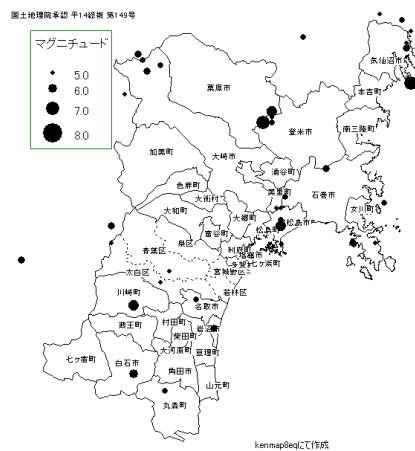 国土地理院承認 平14総複 第149号
マグニチュード
5.0
6.0
7.0
8.0
気仙沼市
本吉町
南三陸町
栗原市
登米市
加美町
大崎市
涌谷町
色麻町
美里町
石巻市
大衡村
大和町
大郷町
女川町
富谷町
松島町
東松島市
泉区
利府町
青葉区
塩竈市
多賀城市
七ヶ浜町
宮城野区
太白区
若林区
川崎町
名取市
村田町
岩沼市
蔵王町
柴田町
大河原町
亘理町
七ヶ宿町
白石市
角田市
山元町
丸森町
kenmap8eqにて作成